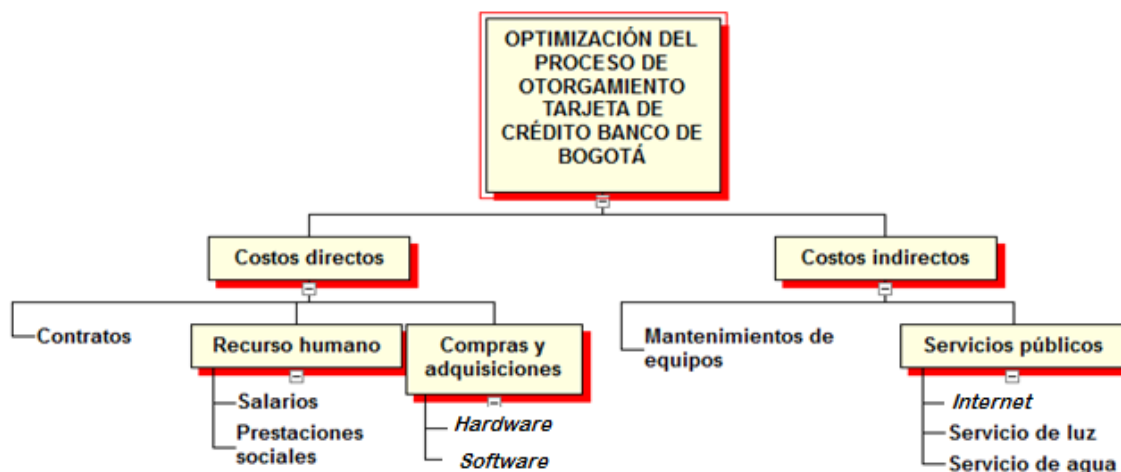 OPTIMIZACIÓN DEL
PROCESO DE
OTORGAMIENTO
TARJETA DE
CRÉDITO BANCO DE
BOGOTÁ
Costos directos
Costos indirectos
Contratos
Recurso humano
Compras y
adquisiciones
Mantenimientos de
equipos
Servicios públicos
Salarios
Prestaciones
sociales
Hardware
Software
Internet
Servicio de luz
Servicio de agua